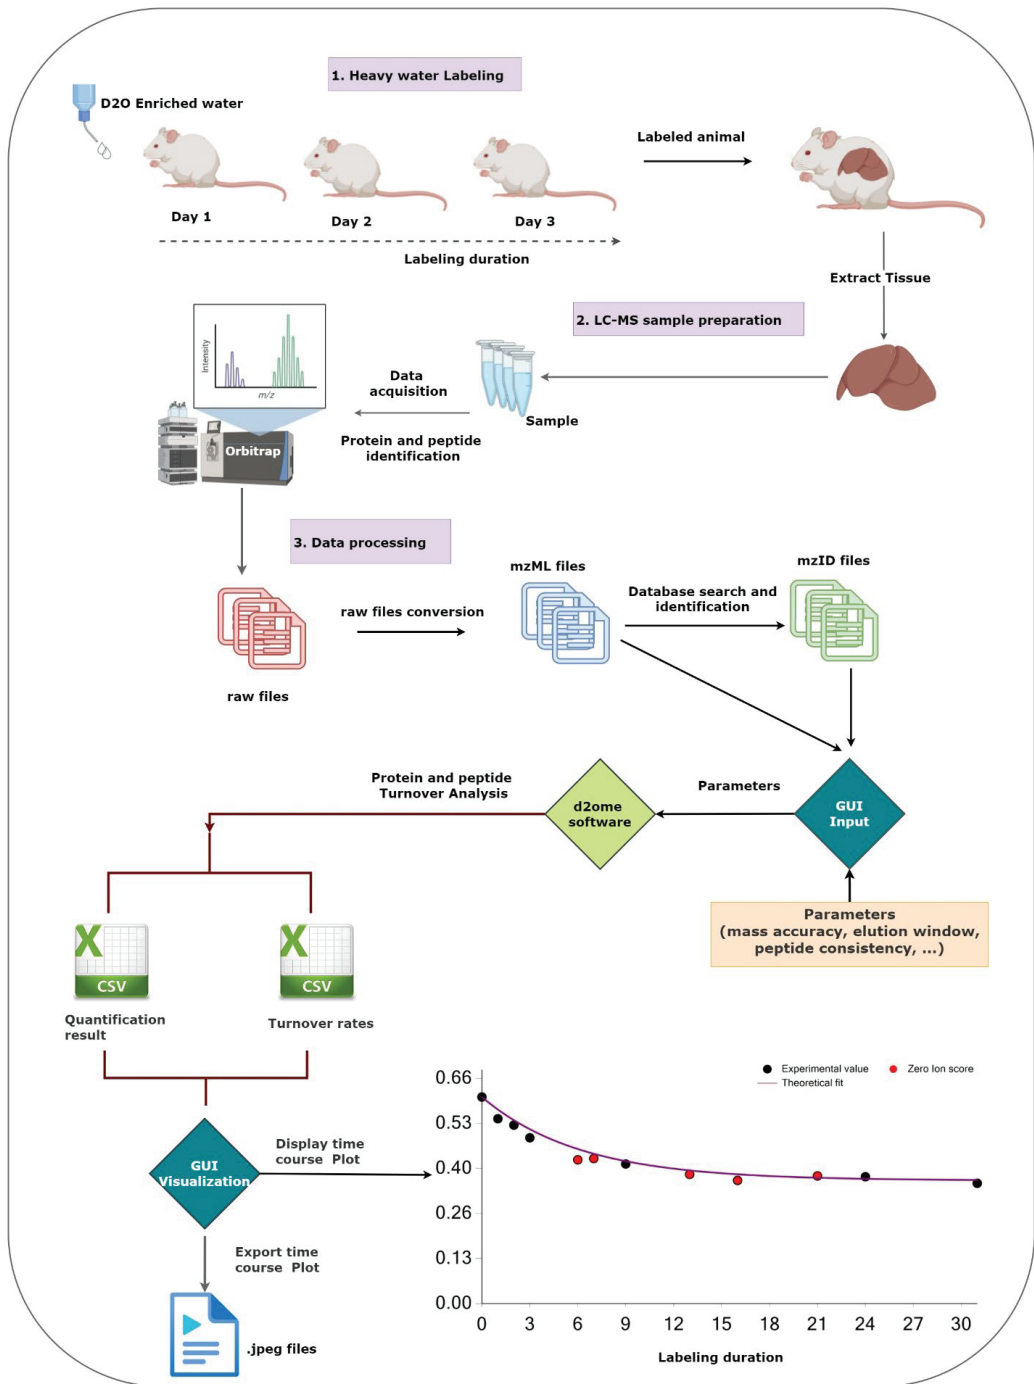 1. Heavy water Labeling
D2O Enriched water
Labeled animal
Day 1
Day 2
Day 3
Labeling duration
Extract Tissue
2. LC-MS sample preparation
Intensity
m/z
Data
acquisition
Sample
Protein and peptide
identification
Orbitrap
3. Data processing
mzML files
mzID files
Database search and
identification
raw files conversion
raw files
Protein and peptide
Turnover Analysis
d2ome
software
Parameters
GUI
Input
Parameters
(mass accuracy, elution window,
peptide consistency, ...)
X
CSV
X
CSV
Quantification
result
Turnover rates
Experimental value
Zero Ion score
Theoretical fit
0.66
0.53
0.40
0.26
0.13
0.00
0 3 6 9 12 15 18 21 24 27 30
Labeling duration
GUI
Visualization
Display time
course Plot
Export time
course Plot
.jpeg files